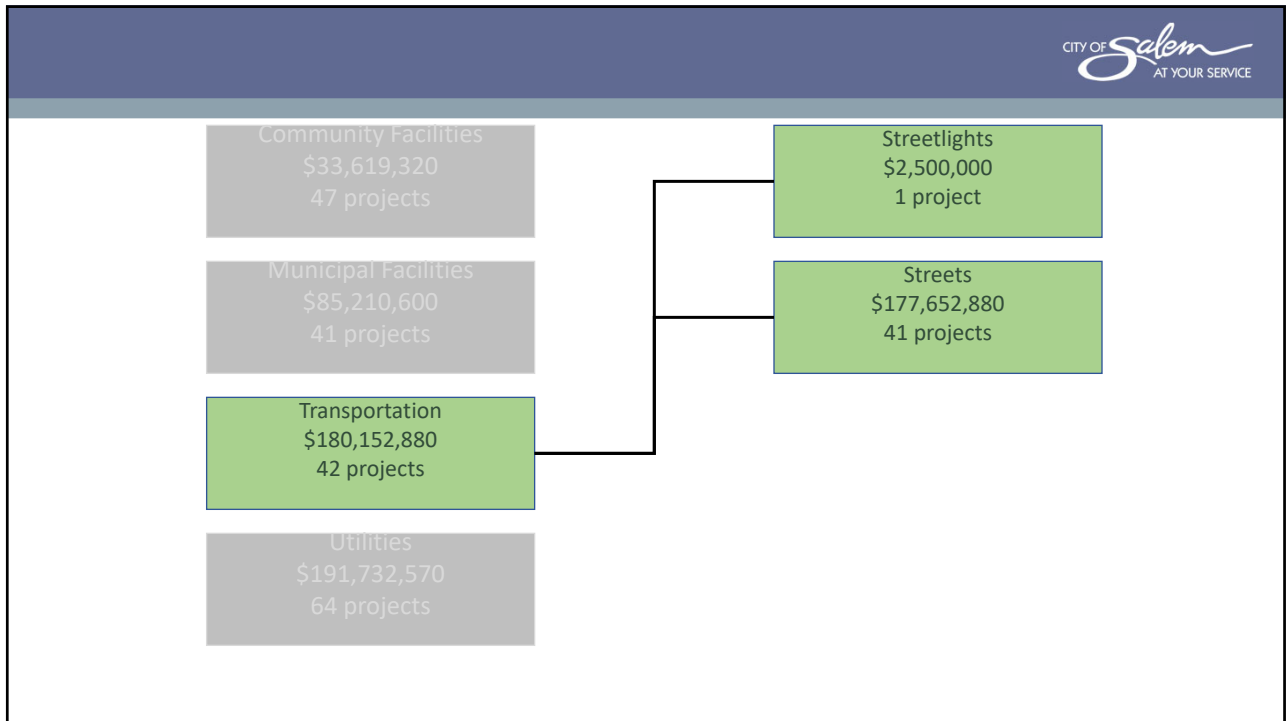 CITY OF Salem
AT YOUR SERVICE
Community Facilities
$33,619,320
47 projects
Municipal Facilities
$85,210,600
41 projects
Transportation
$180,152,880
42 projects
Utilities
$191,732,570
64 projects
Streetlights
$2,500,000
1 project
Streets
$177,652,880
41 projects